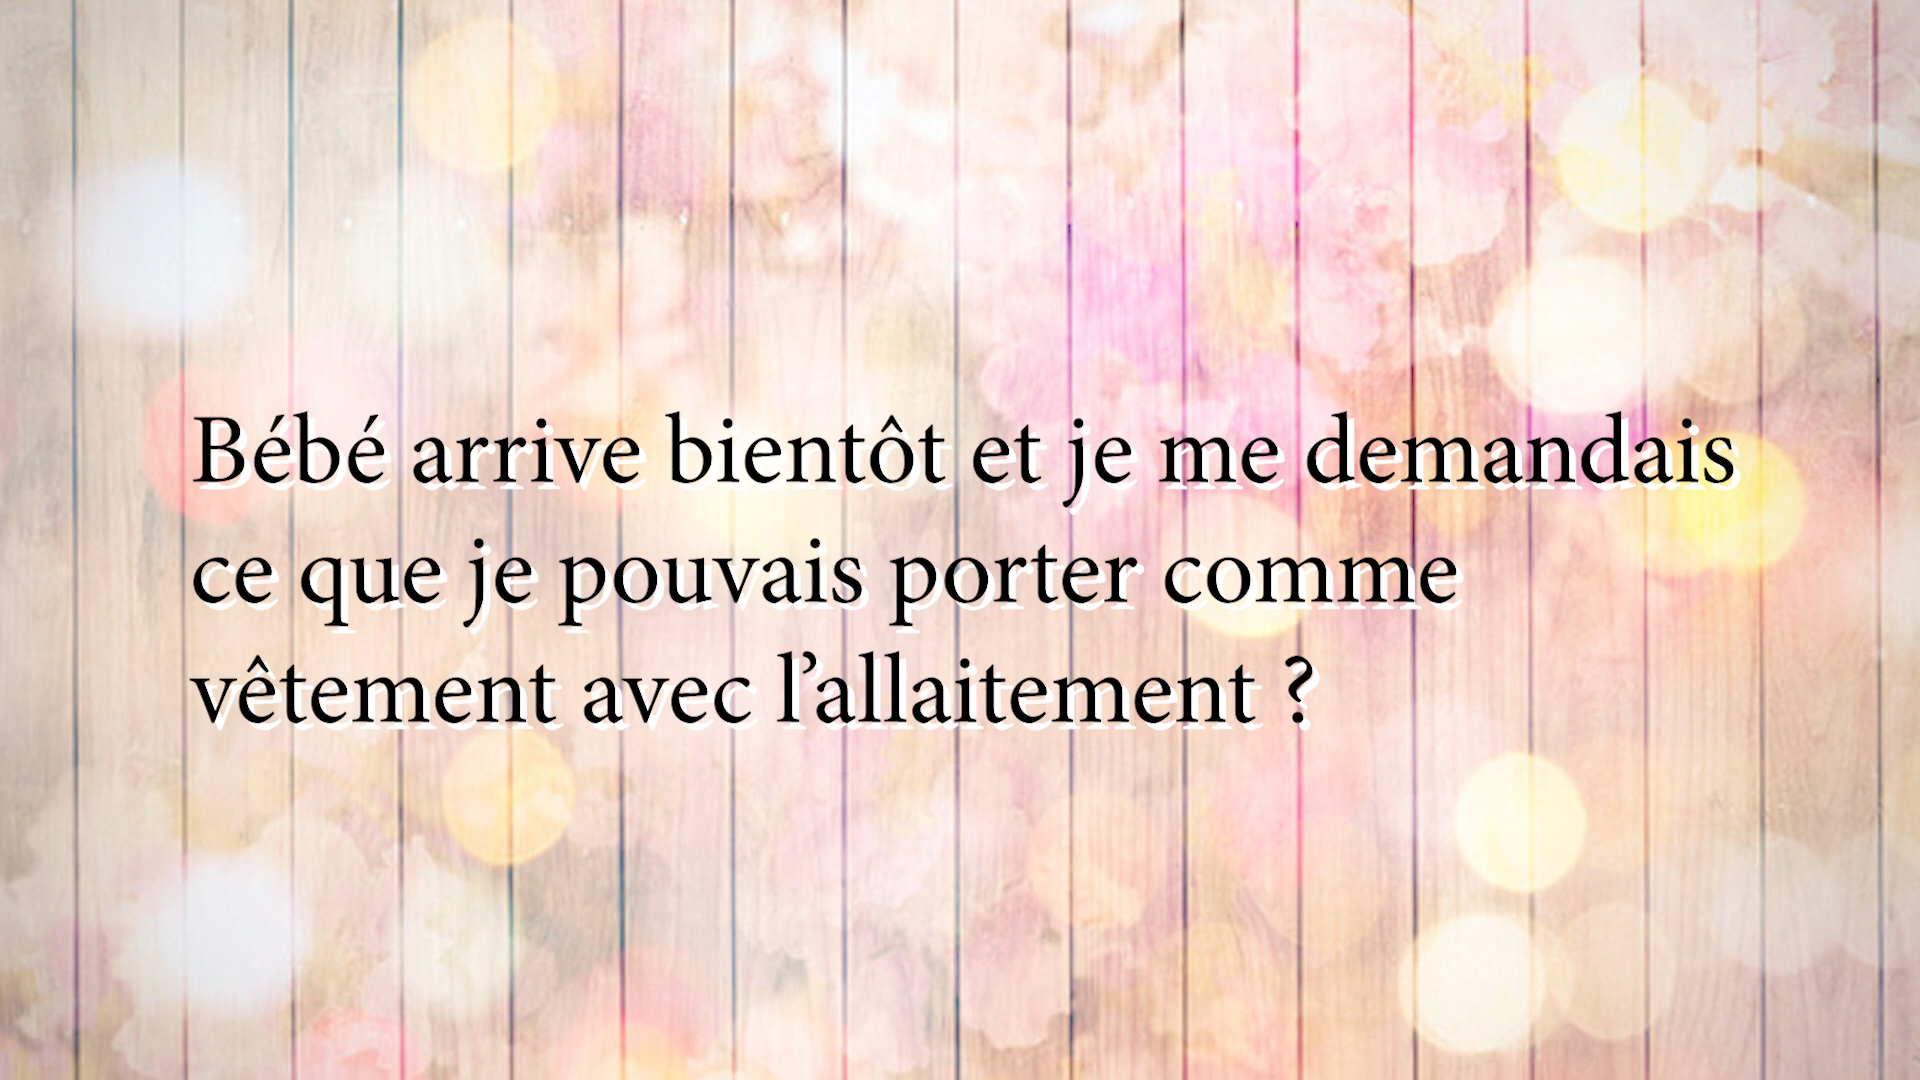 Bébé arrive bientôt et je me demandais
ce que je pouvais porter comme
vêtement avec l’allaitement ?